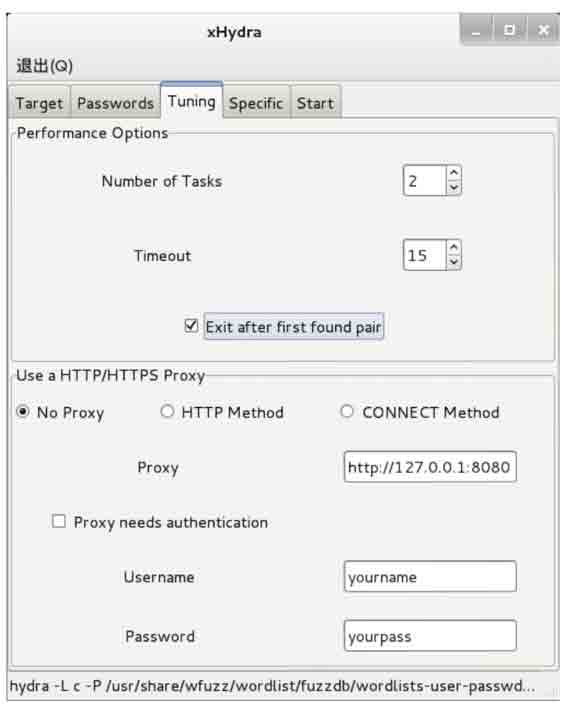 xHydra
退出(Q)
Target Passwords Tuning Specific Start
Performance Options
Number of Tasks 2
Timeout 15
Exit after first found pair
Use a HTTP/HTTPS Proxy
No Proxy HTTP Method CONNECT Method
Proxy http://127.0.0.1:8080
Proxy needs authentication
Username yourname
Password yourpass
hydra -L c -P /usr/share/wfuzz/wordlist/fuzzdb/wordlists-user-passwd...